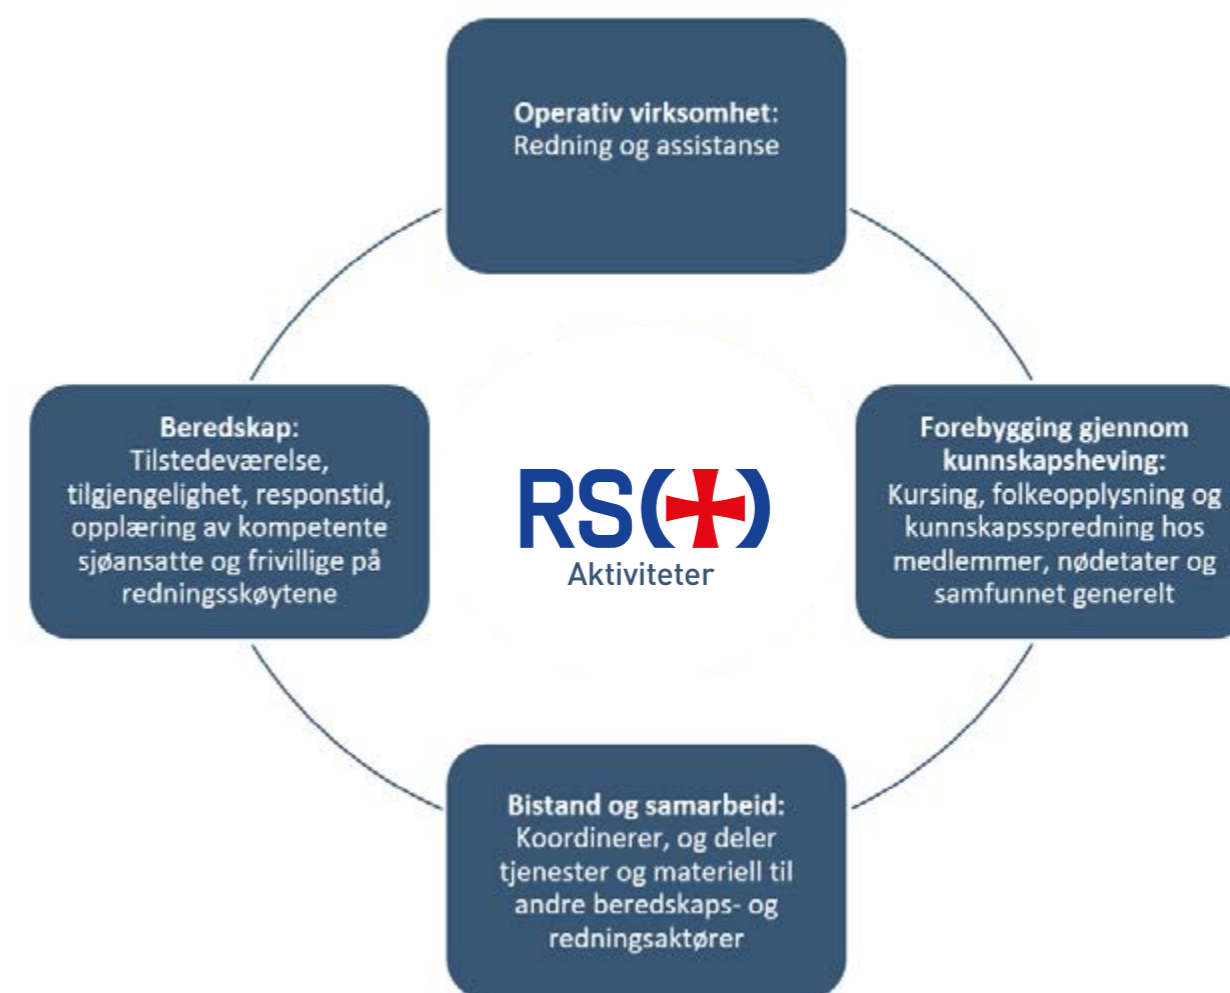 Operativ virksomhet:
Redning og assistanse
Beredskap:
Tilstedeværelse,
tilgjengelighet, responstid,
opplæring av kompetente
sjøansatte og frivillige på
redningsskøytene
RS(+)
Aktiviteter
Forebygging gjennom
kunnskapsheving:
Kursing, folkeopplysning og
kunnskapsspredning hos
medlemmer, nødetater og
samfunnet generelt
Bistand og samarbeid:
Koordinerer, og deler
tjenester og materiell til
andre beredskaps- og
redningsaktører